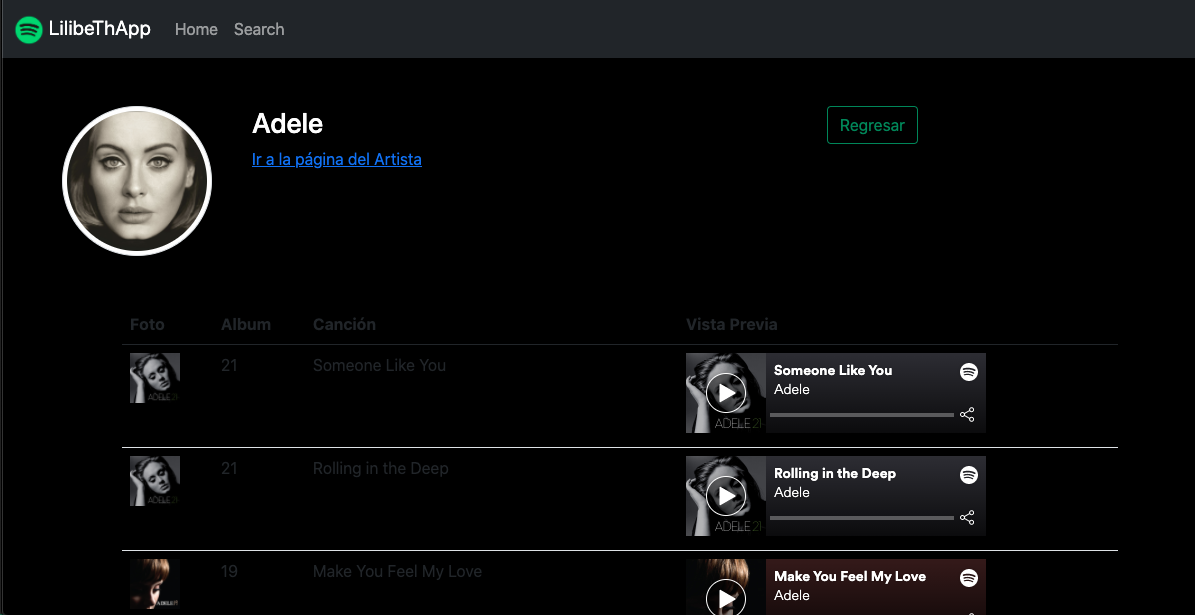 LilibeThApp Home Search
Adele
Regresar
Ir a la página del Artista
Foto Album Canción Vista Previa
21 Someone Like You
Someone Like You
Adele
ADELE 21
ADELE 21
21 Rolling in the Deep
Rolling in the Deep
Adele
ADELE 21
ADELE 21
19 Make You Feel My Love
Make You Feel My Love
Adele
ADELE 19